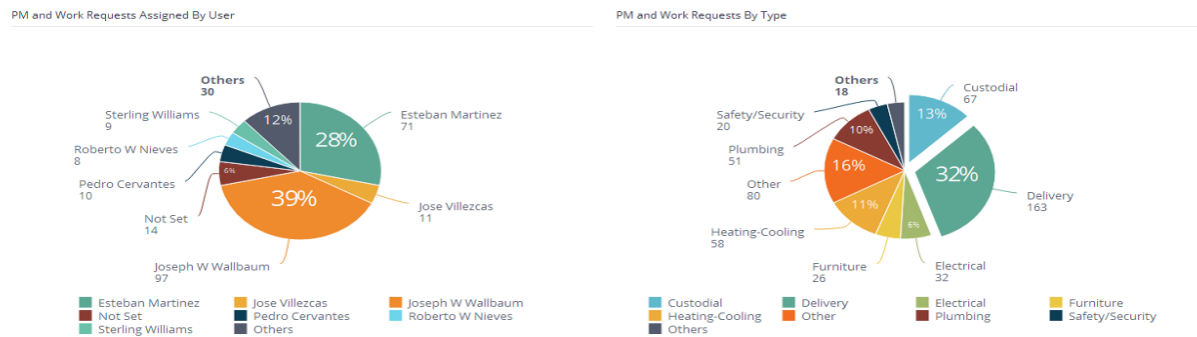 PM and Work Requests Assigned By User
Others
30
Sterling Williams
9
Roberto W Nieves
8
Pedro Cervantes
10
Not Set
14
Joseph W Wallbaum
97
Jose Villezcas
11
Esteban Martinez
71
12%
28%
6%
39%
Esteban Martinez
Jose Villezcas
Joseph W Wallbaum
Not Set
Pedro Cervantes
Roberto W Nieves
Sterling Williams
Others
PM and Work Requests By Type
Others
18
Safety/Security
20
Plumbing
51
Other
80
Heating-Cooling
58
Furniture
26
Electrical
32
Delivery
163
Custodial
67
13%
10%
16%
32%
11%
6%
Custodial
Delivery
Electrical
Furniture
Heating-Cooling
Other
Plumbing
Safety/Security
Others